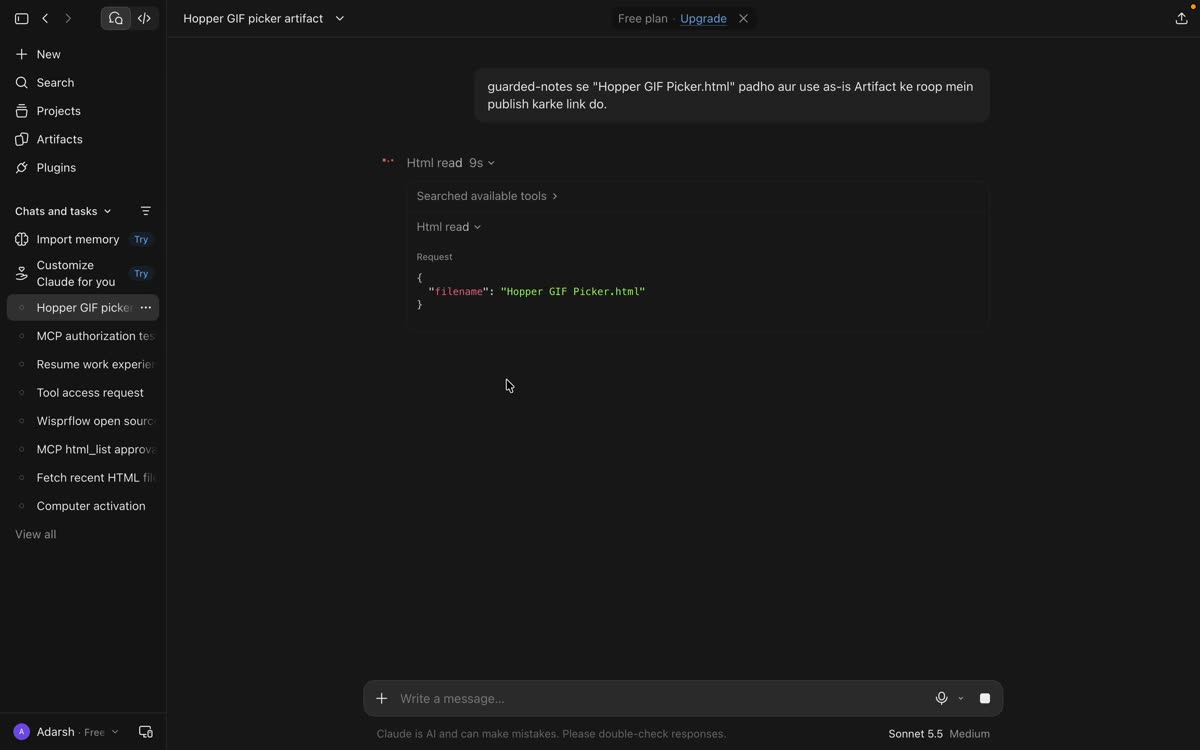 Hopper GIF picker artifact
Free plan · Upgrade
New
Search
Projects
Artifacts
Plugins
Chats and tasks
Import memory Try
Customize
Claude for you Try
Hopper GIF picker
MCP authorization tes
Resume work experien
Tool access request
Wisprflow open sourc
MCP html_list approva
Fetch recent HTML file
Computer activation
View all
Adarsh · Free
A
guarded-notes se "Hopper GIF Picker.html" padho aur use as-is Artifact ke roop mein
publish karke link do.
Html read 9s
Searched available tools
Html read
Request
{
"filename": "Hopper GIF Picker.html"
}
Write a message...
Claude is AI and can make mistakes. Please double-check responses.
Sonnet 5.5 Medium